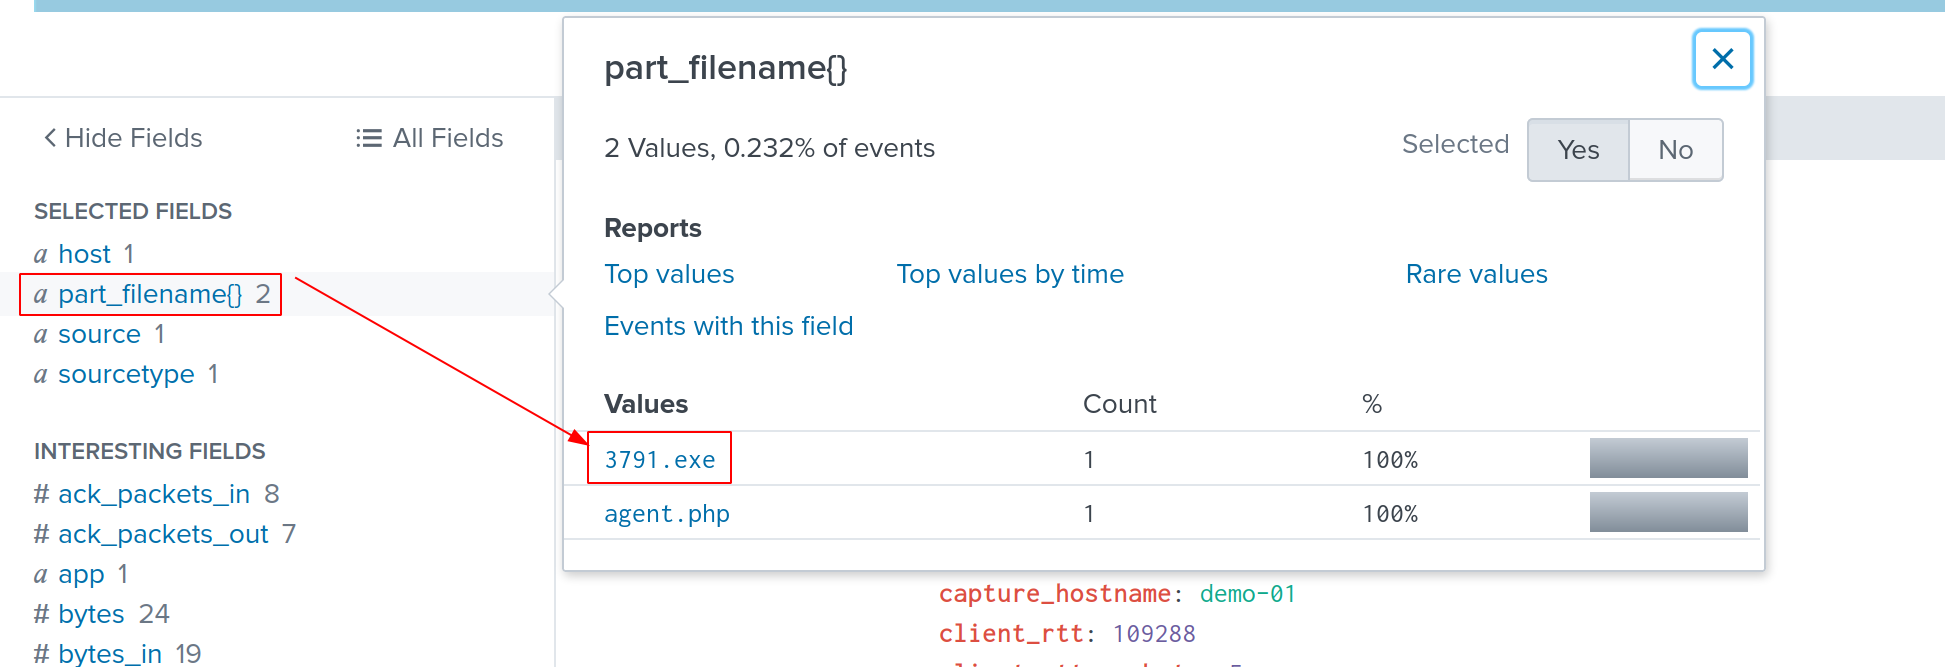 Hide Fields
All Fields
SELECTED FIELDS
a host 1
a part_filename{} 2
a source 1
a sourcetype 1
INTERESTING FIELDS
# ack_packets_in 8
# ack_packets_out 7
a app 1
# bytes 24
# bytes_in 19
part_filename{}
2 Values, 0.232% of events
Selected
Yes
No
Reports
Top values
Top values by time
Rare values
Events with this field
Values Count %
3791.exe 1 100%
agent.php 1 100%
capture_hostname: demo-01
client_rtt: 109288